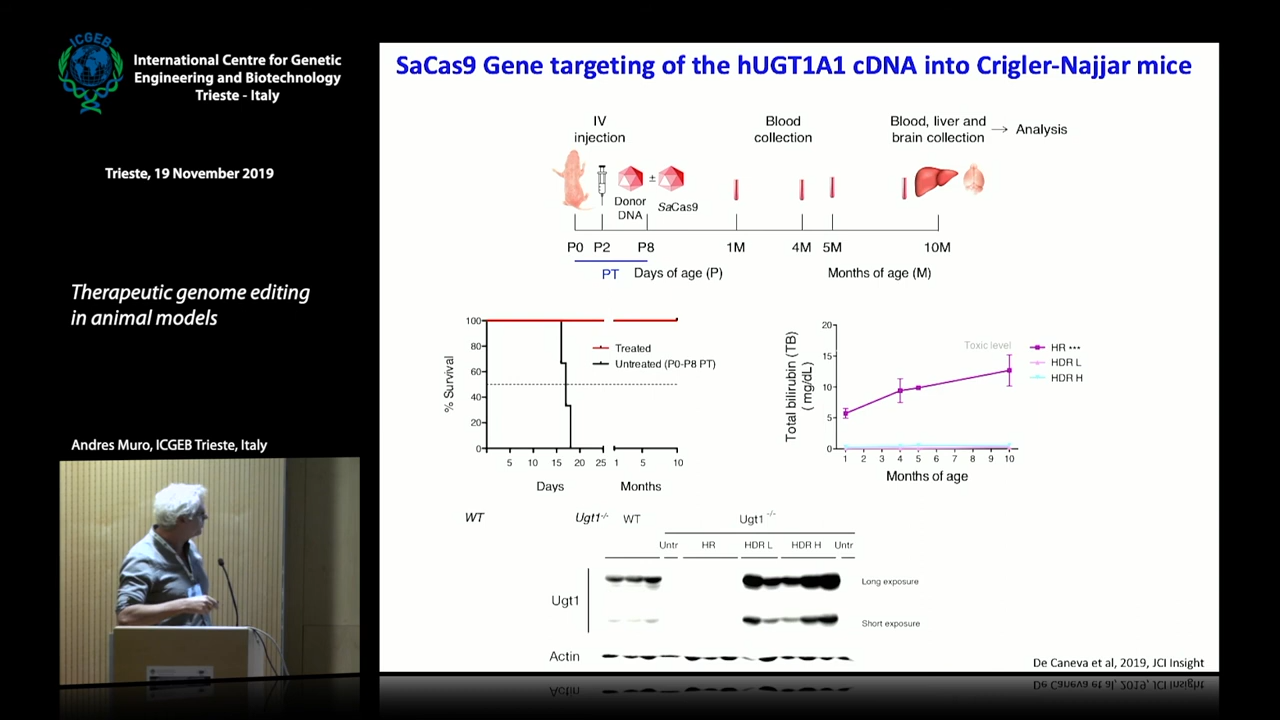 ICGEB
International Centre for Genetic
Engineering and Biotechnology
Trieste - Italy
Trieste, 19 November 2019
Therapeutic genome editing
in animal models
Andres Muro, ICGEB Trieste, Italy
SaCas9 Gene targeting of the hUGT1A1 cDNA into Crigler-Najjar mice
IV
injection
Blood
collection
Blood, liver and
brain collection → Analysis
±
Donor
DNA
SaCas9
P0 P2 P8 1M 4M 5M 10M
PT Days of age (P) Months of age (M)
% Survival
100
80
60
40
20
0
Treated
Untreated (P0-P8 PT)
5 10 15 20 25 1 5 10
Days Months
Total bilirubin (TB)
( mg/dL)
20
15
10
5
0
Toxic level
HR ***
HDR L
HDR H
1 2 3 4 5 6 7 8 9 10
Months of age
WT Ugt1-/- WT Ugt1 -/-
Untr HR HDR L HDR H Untr
Ugt1
Long exposure
Short exposure
Actin
De Caneva et al, 2019, JCI Insight